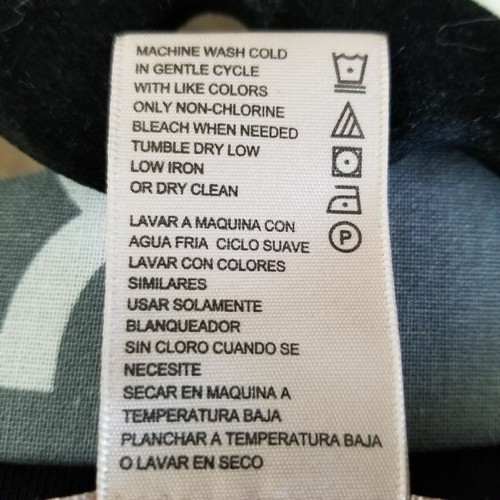 MACHINE WASH COLD
IN GENTLE CYCLE
WITH LIKE COLORS
ONLY NON-CHLORINE
BLEACH WHEN NEEDED
TUMBLE DRY LOW
LOW IRON
OR DRY CLEAN
P
LAVAR A MAQUINA CON
AGUA FRIA CICLO SUAVE
LAVAR CON COLORES
SIMILARES
USAR SOLAMENTE
BLANQUEADOR
SIN CLORO CUANDO SE
NECESITE
SECAR EN MAQUINA A
TEMPERATURA BAJA
PLANCHAR A TEMPERATURA BAJA
O LAVAR EN SECO